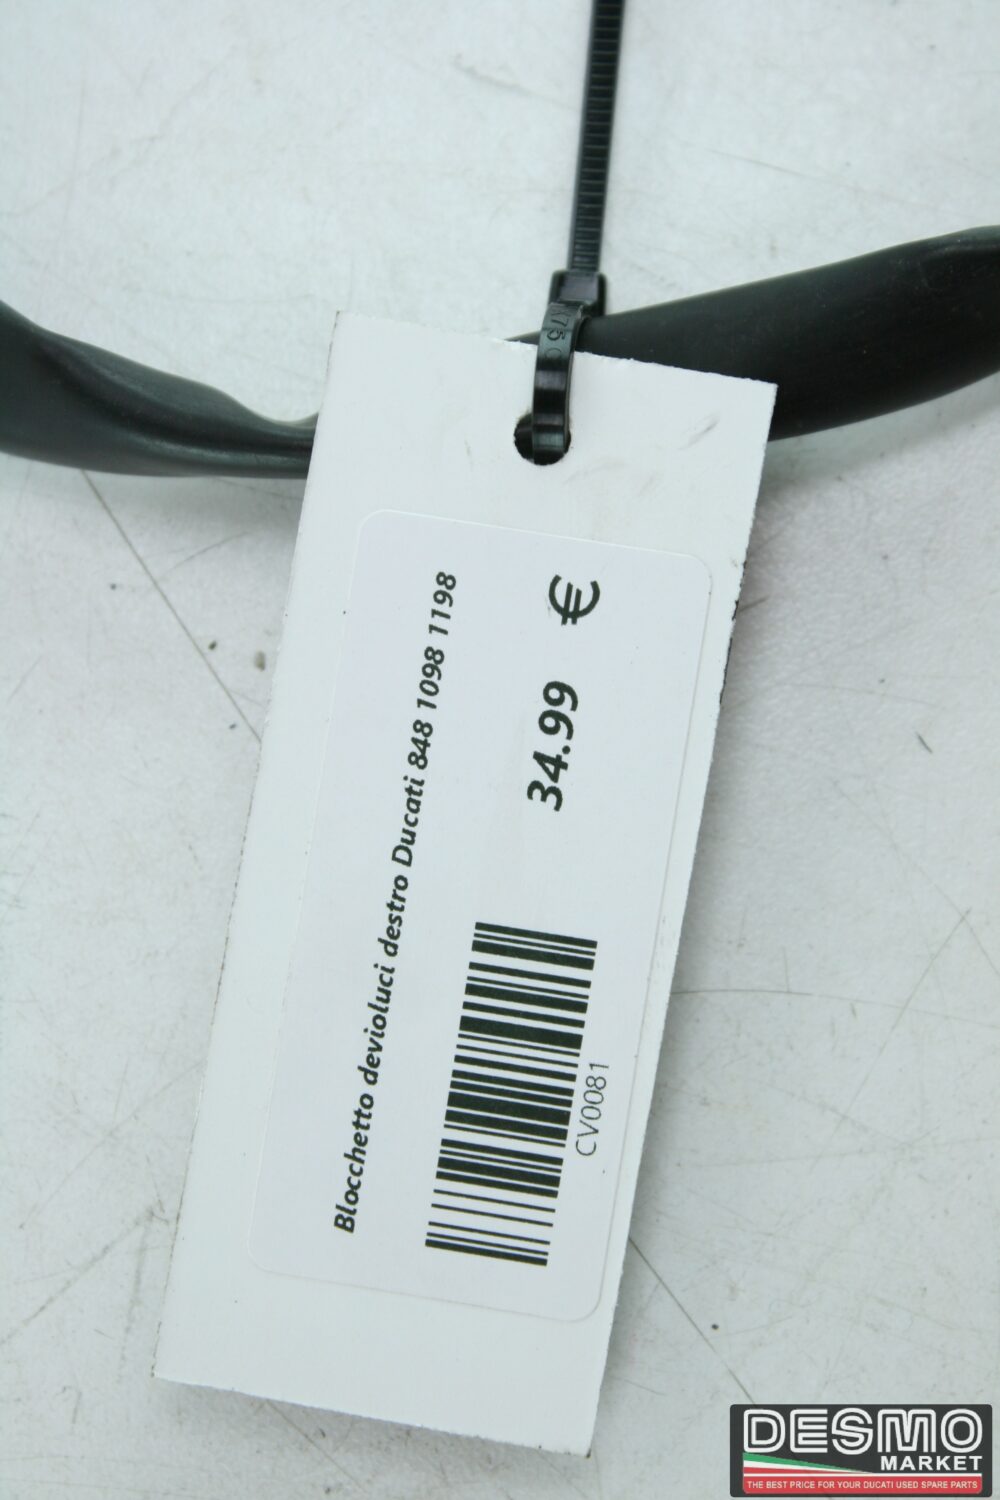 Blocchetto devioluci destro Ducati 848 1098 1198
34.99 €
CV0081
DESMO
MARKET
THE BEST PRICE FOR YOUR DUCATI USED SPARE PARTS